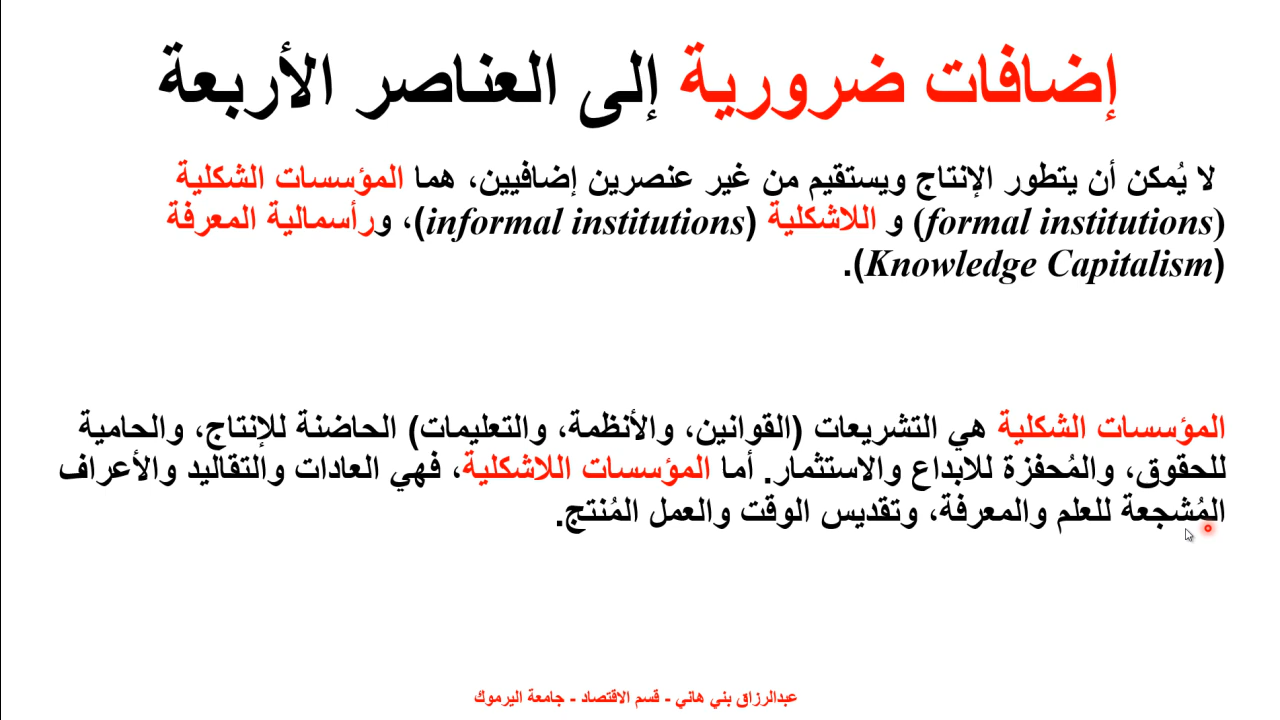 إضافات ضرورية إلى العناصر الأربعة
لا يُمكن أن يتطور الإنتاج ويستقيم من غير عنصرين إضافيين، هما المؤسسات الشكلية
(formal institutions) و اللاشكلية (informal institutions)، ورأسمالية المعرفة
(Knowledge Capitalism).
المؤسسات الشكلية هي التشريعات (القوانين، والأنظمة، والتعليمات) الحاضنة للإنتاج، والحامية
للحقوق، والمُحفزة للابداع والاستثمار. أما المؤسسات اللاشكلية، فهي العادات والتقاليد والأعراف
المُشجعة للعلم والمعرفة، وتقديس الوقت والعمل المُنتج.
عبدالرزاق بني هاني - قسم الاقتصاد - جامعة اليرموك